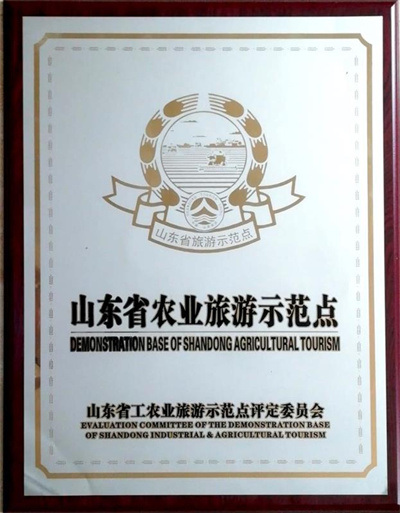 山东省旅游示范点
山东省农业旅游示范点
DEMONSTRATION BASE OF SHANDONG AGRICULTURAL TOURISM
山东省工农业旅游示范点评定委员会
EVALUATION COMMITTEE OF THE DEMONSTRATION BASE
OF SHANDONG INDUSTRIAL & AGRICULTURAL TOURISM